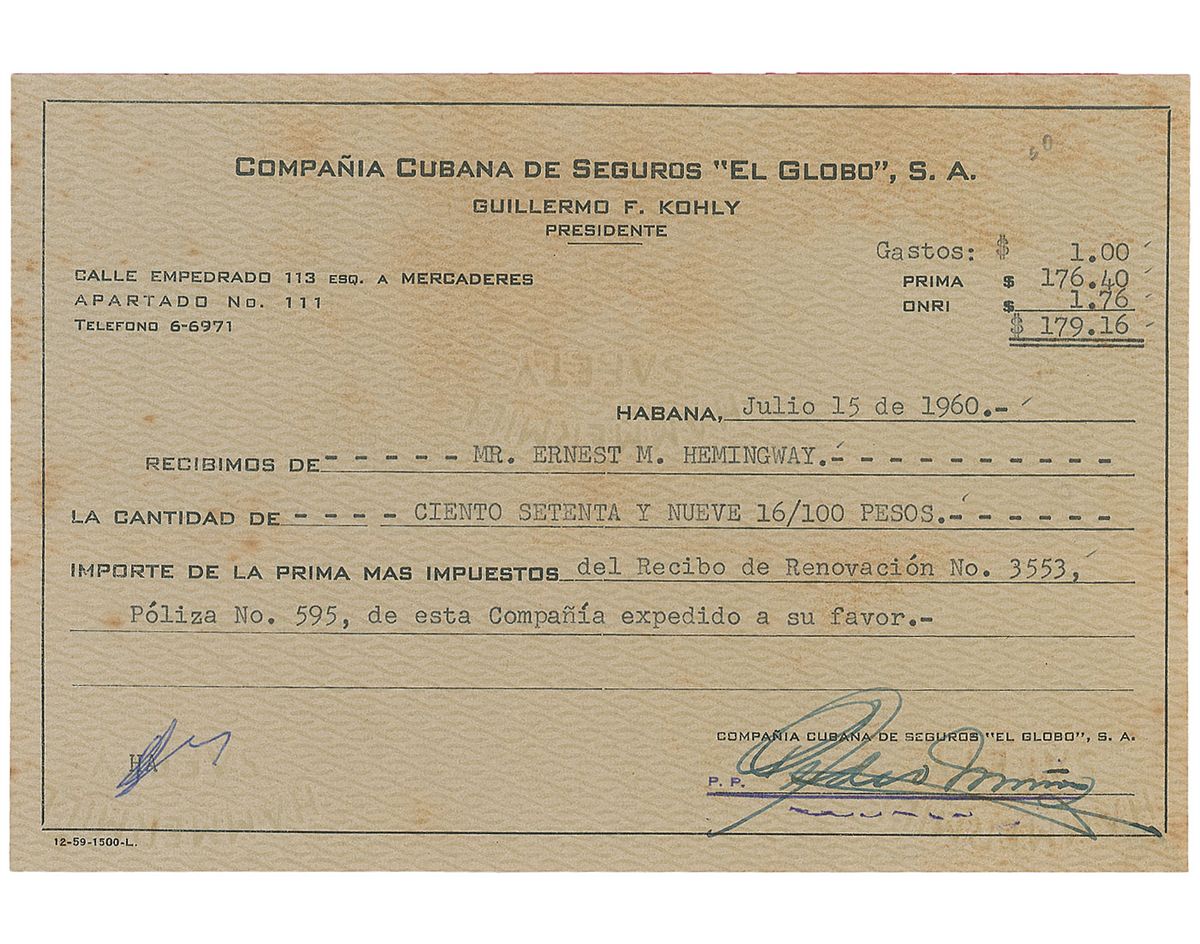 COMPAÑIA CUBANA DE SEGUROS "EL GLOBO", S. A.
GUILLERMO F. KOHLY
PRESIDENTE
Gastos: $ 1.00
CALLE EMPEDRADO 113 ESQ. A MERCADERES
PRIMA $ 176.40
APARTADO No. 111
ONRI $ 1.76
TELEFONO 6-6971
$ 179.16
SAFETY
HABANA, Julio 15 de 1960.-
RECIBIMOS DE - - - - - MR. ERNEST M. HEMINGWAY.- - - - - - - - - - -
LA CANTIDAD DE - - - - CIENTO SETENTA Y NUEVE 16/100 PESOS.- - - - - -
IMPORTE DE LA PRIMA MAS IMPUESTOS del Recibo de Renovación No. 3553,
Póliza No. 595, de esta Compañía expedido a su favor.-
COMPAÑIA CUBANA DE SEGUROS "EL GLOBO", S. A.
HA
P. P.
12-59-1500-L.